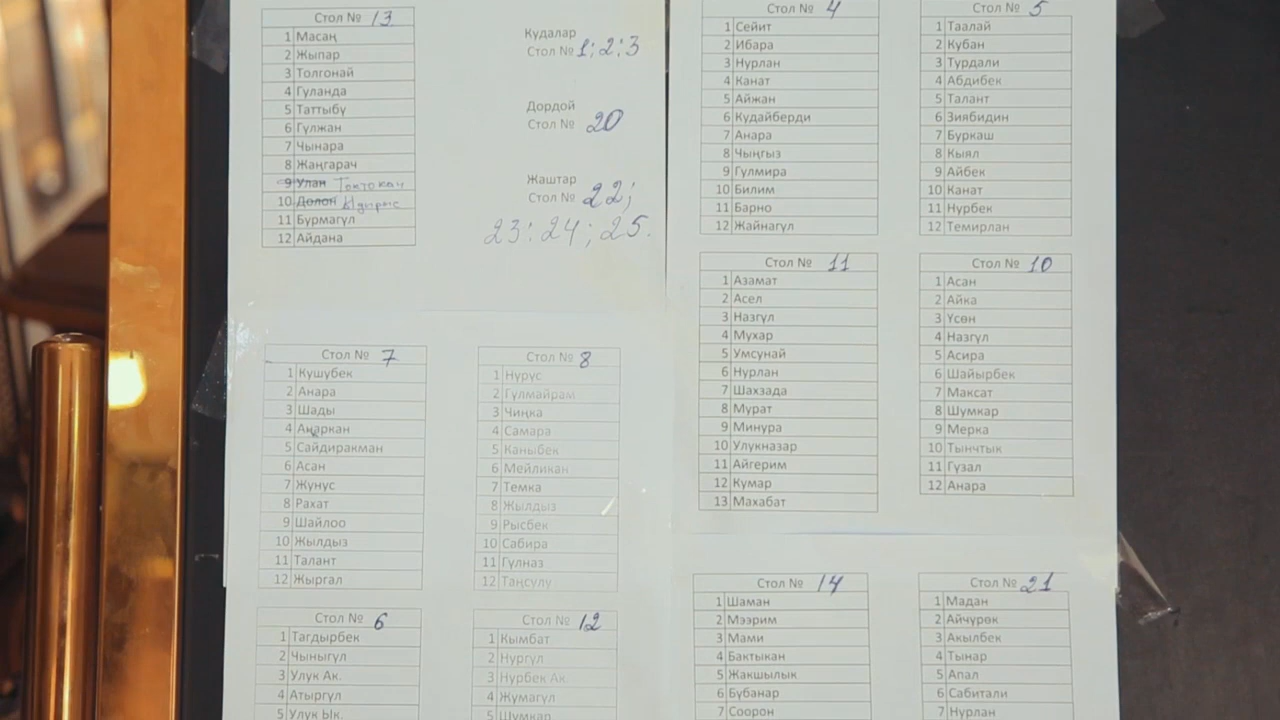 Стол № 13
1 Масаң
2 Жыпар
3 Толгонай
4 Гуланда
5 Таттыбү
6 Гүлжан
7 Чынара
8 Жаңгарач
9 Улан Токтокан
10 Долон Ыдырыс
11 Бурмагүл
12 Айдана
Кудалар
Стол № 1; 2; 3
Дордой
Стол № 20
Жаштар
Стол № 22;
23; 24; 25.
Стол № 4
1 Сейит
2 Ибара
3 Нурлан
4 Канат
5 Айжан
6 Кудайберди
7 Анара
8 Чыңгыз
9 Гулмира
10 Билим
11 Барно
12 Жайнагүл
Стол № 5
1 Таалай
2 Кубан
3 Турдали
4 Абдибек
5 Талант
6 Зиябидин
7 Буркаш
8 Кыял
9 Айбек
10 Канат
11 Нурбек
12 Темирлан
Стол № 11
1 Азамат
2 Асел
3 Назгүл
4 Мухар
5 Умсунай
6 Нурлан
7 Шахзада
8 Мурат
9 Минура
10 Улукназар
11 Айгерим
12 Кумар
13 Махабат
Стол № 10
1 Асан
2 Айка
3 Үсөн
4 Назгүл
5 Асира
6 Шайырбек
7 Максат
8 Шумкар
9 Мерка
10 Тынчтык
11 Гузал
12 Анара
Стол № 7
1 Кушубек
2 Анара
3 Шады
4 Аңаркан
5 Сайдиракман
6 Асан
7 Жунус
8 Рахат
9 Шайлоо
10 Жылдыз
11 Талант
12 Жыргал
Стол № 8
1 Нурус
2 Гүлмайрам
3 Чиңка
4 Самара
5 Каныбек
6 Мейликан
7 Темка
8 Жылдыз
9 Рысбек
10 Сабира
11 Гүлназ
12 Таңсулу
Стол № 6
1 Тагдырбек
2 Чыныгүл
3 Улук Ак.
4 Атыргүл
5 Улук Ык.
Стол № 12
1 Кымбат
2 Нургүл
3 Нурбек Ак.
4 Жумагүл
5 Шумкар
Стол № 14
1 Шаман
2 Мээрим
3 Мами
4 Бактыкан
5 Жакшылык
6 Бүбанар
7 Соорон
Стол № 21
1 Мадан
2 Айчүрөк
3 Акылбек
4 Тынар
5 Апал
6 Сабитали
7 Нурлан